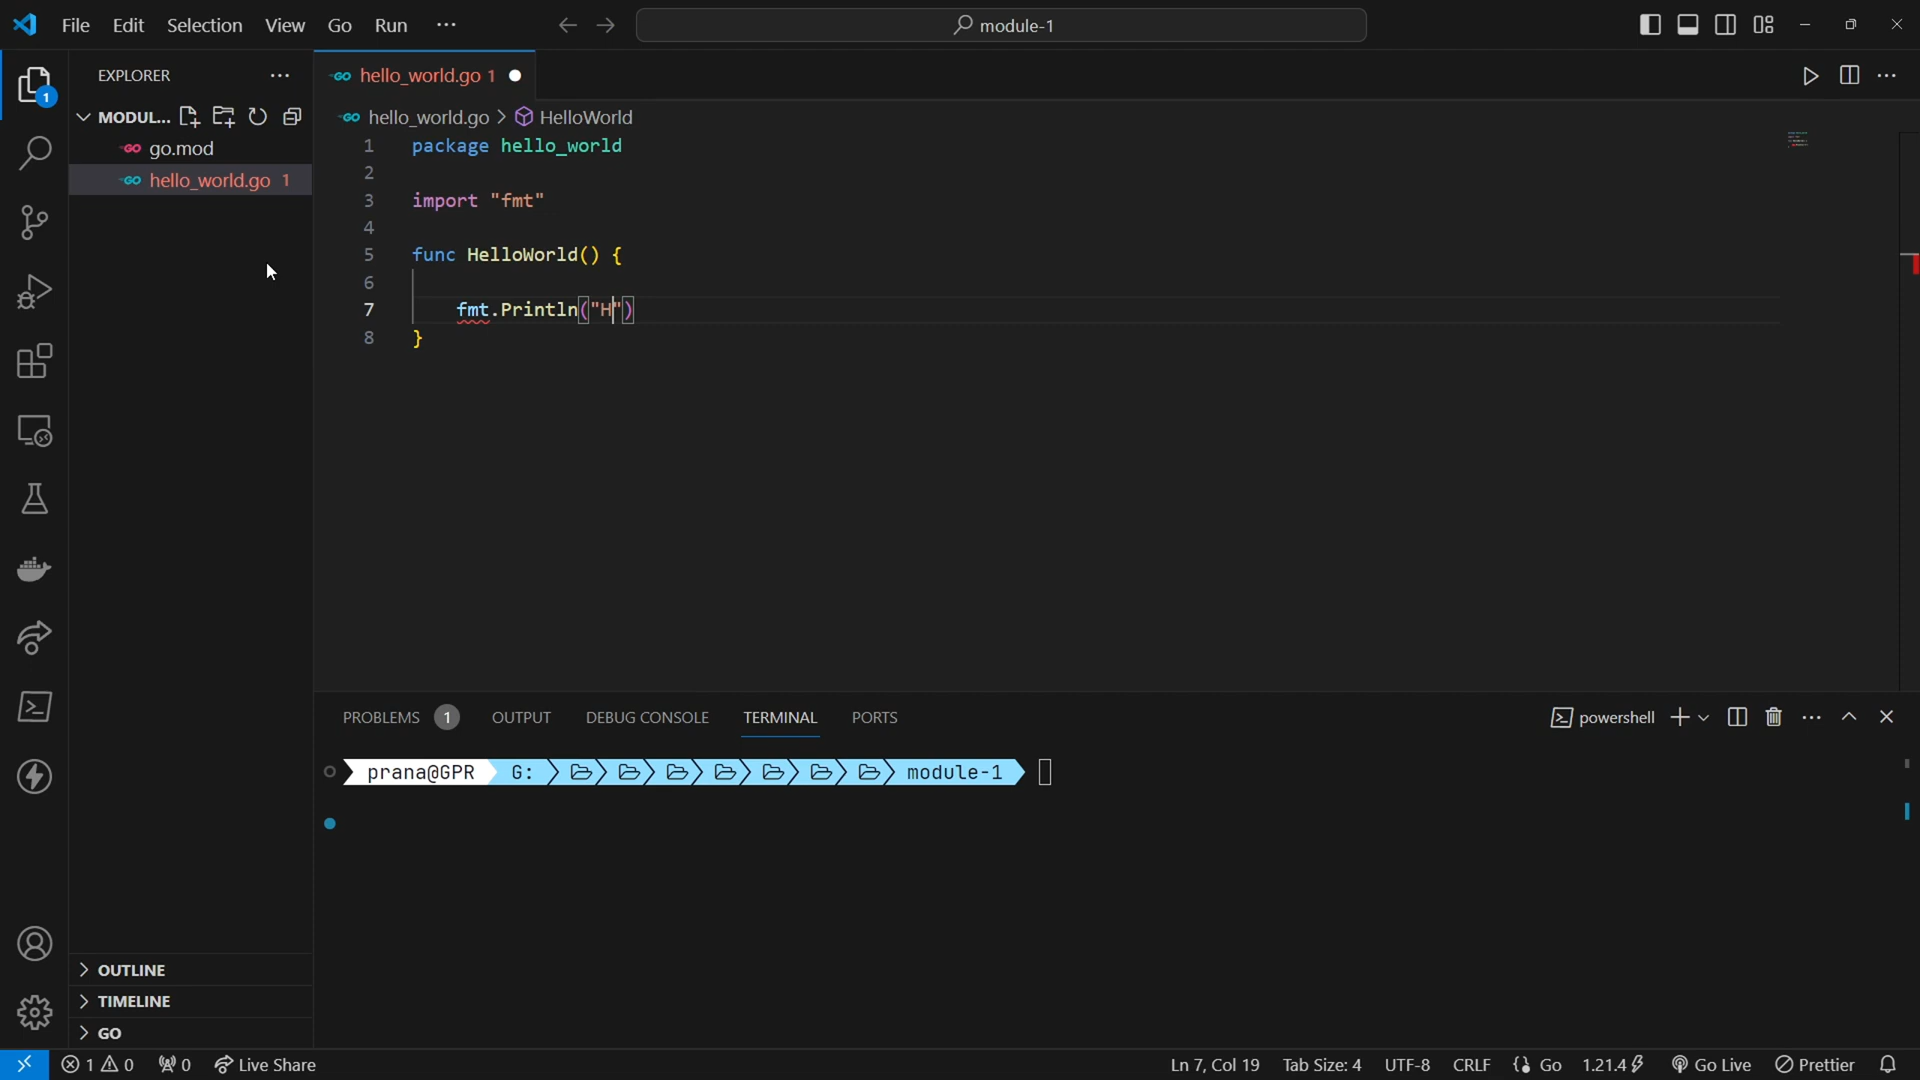 File Edit Selection View Go Run ··· module-1
EXPLORER ···
MODUL...
go.mod
hello_world.go 1
hello_world.go 1
hello_world.go > HelloWorld
1 package hello_world
2
3 import "fmt"
4
5 func HelloWorld() {
6
7 fmt.Println("H")
8 }
PROBLEMS 1 OUTPUT DEBUG CONSOLE TERMINAL PORTS powershell
prana@GPR G: module-1
OUTLINE
TIMELINE
GO
1 0 0 Live Share Ln 7, Col 19 Tab Size: 4 UTF-8 CRLF Go 1.21.4 Go Live Prettier